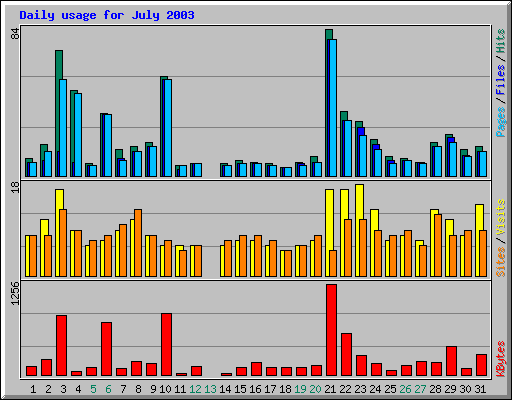 Daily usage for July 2003
84
Pages / Files / Hits
18
Sites / Visits
1256
KBytes
1 2 3 4 5 6 7 8 9 10 11 12 13 14 15 16 17 18 19 20 21 22 23 24 25 26 27 28 29 30 31